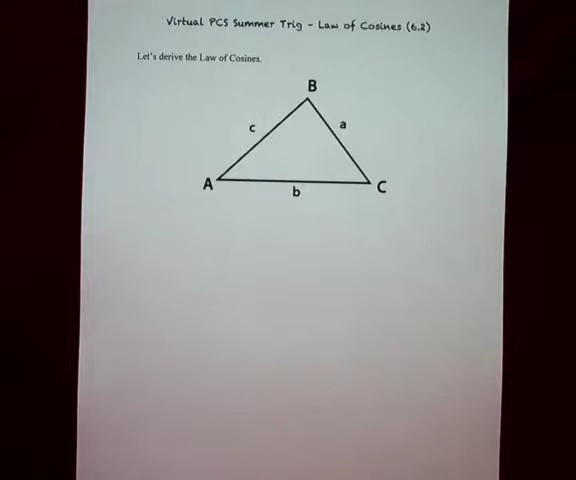 Virtual PCS Summer Trig - Law of Cosines (6.2)
Let's derive the Law of Cosines.
B
c
a
A
b
C